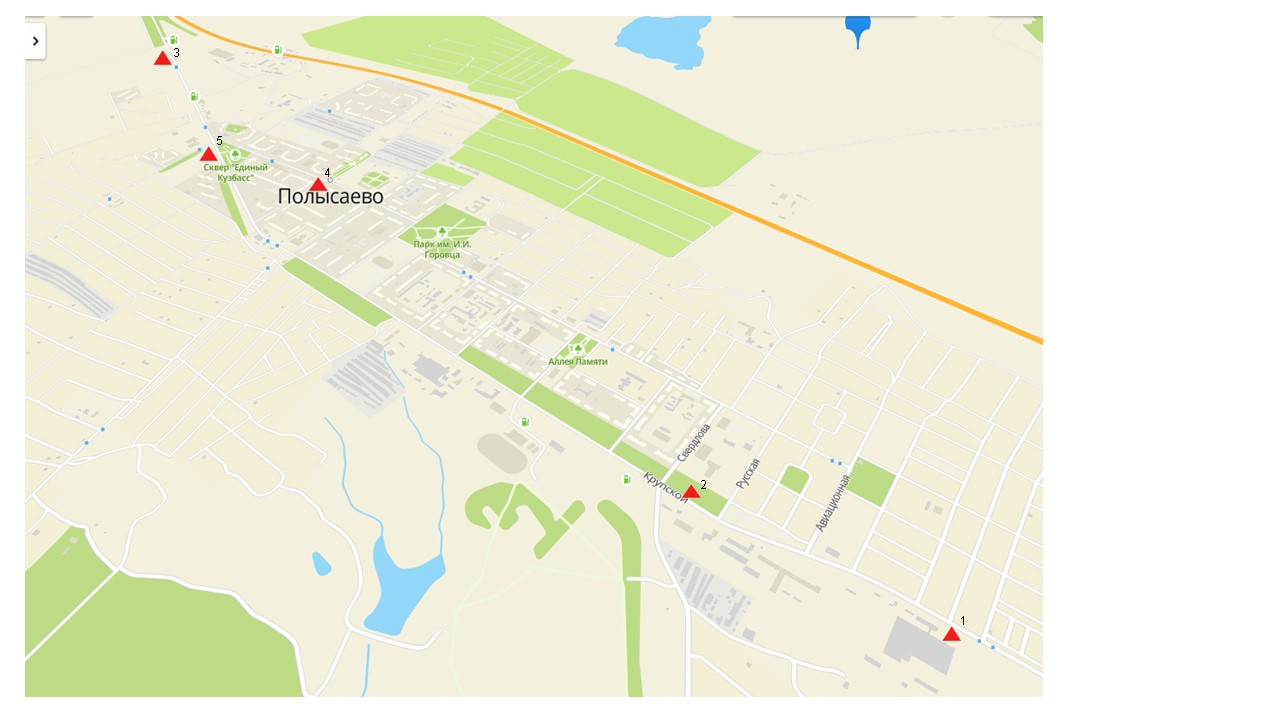 3
5
Сквер "Единый
Кузбасс"
4
Полысаево
Парк им. И.И.
Горовца
Аллея Памяти
Свердлова
Русская
Крупской
2
Авиационная
1